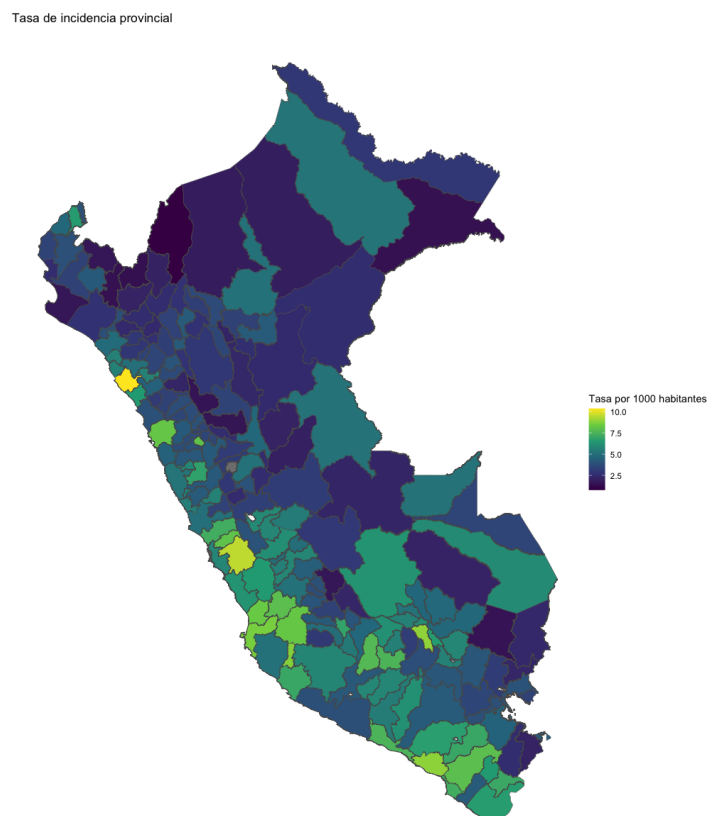 Tasa de incidencia provincial
Tasa por 1000 habitantes
10.0
7.5
5.0
2.5